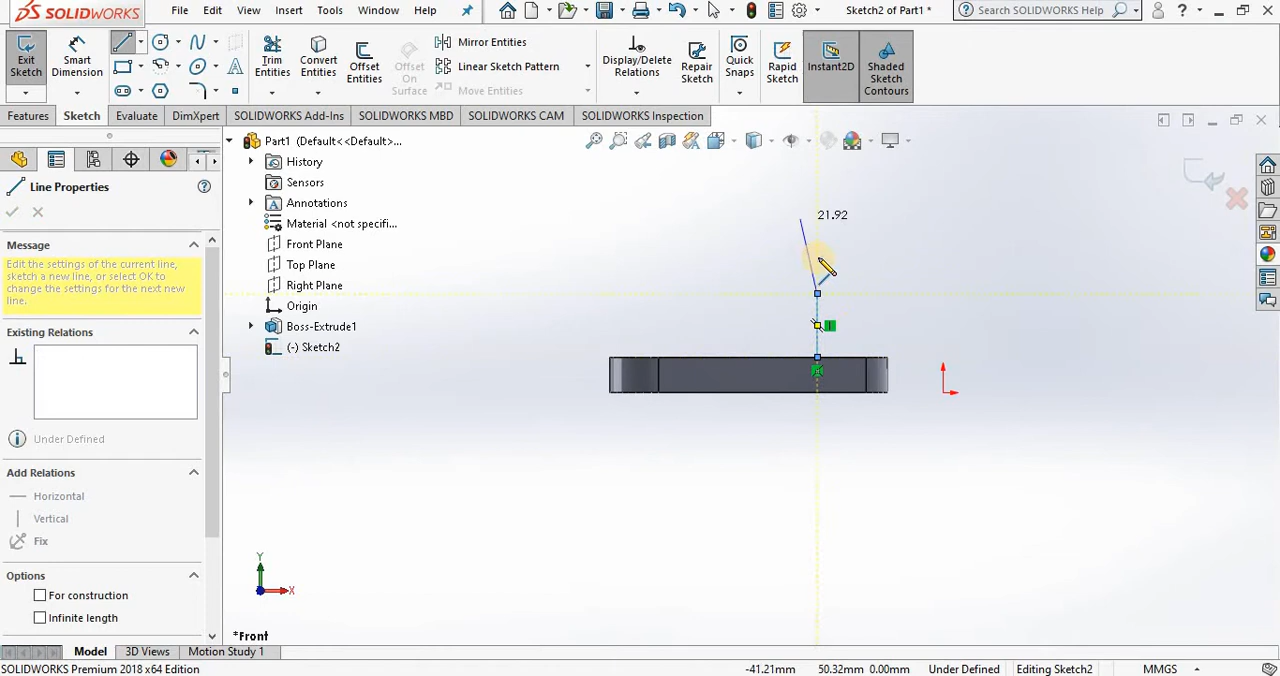 SOLIDWORKS
File
Edit
View
Insert
Tools
Window
Help
Sketch2 of Part1 *
Search SOLIDWORKS Help
Exit Sketch
Smart Dimension
Trim Entities
Convert Entities
Offset Entities
Offset On Surface
Mirror Entities
Linear Sketch Pattern
Move Entities
Display/Delete Relations
Repair Sketch
Quick Snaps
Rapid Sketch
Instant2D
Shaded Sketch Contours
Features
Sketch
Evaluate
DimXpert
SOLIDWORKS Add-Ins
SOLIDWORKS MBD
SOLIDWORKS CAM
SOLIDWORKS Inspection
Line Properties
Message
Edit the settings of the current line,
sketch a new line, or select OK to
change the settings for the next new
line.
Existing Relations
Under Defined
Add Relations
Horizontal
Vertical
Fix
Options
For construction
Infinite length
Part1 (Default<<Default>...
History
Sensors
Annotations
Material <not specifi...
Front Plane
Top Plane
Right Plane
Origin
Boss-Extrude1
(-) Sketch2
21.92
Y
X
*Front
Model
3D Views
Motion Study 1
SOLIDWORKS Premium 2018 x64 Edition
-41.21mm
50.32mm 0.00mm
Under Defined
Editing Sketch2
MMGS